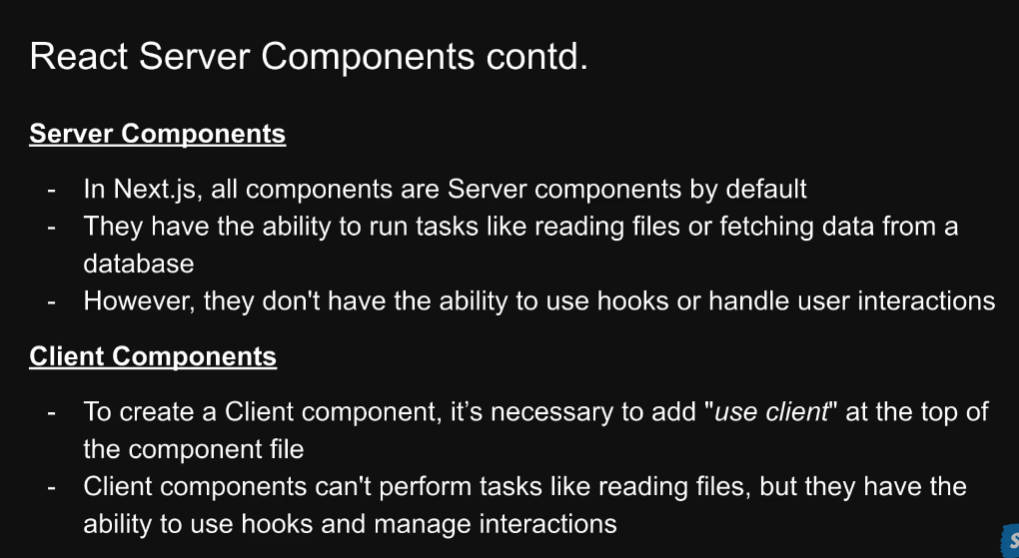 React Server Components contd.
Server Components
- In Next.js, all components are Server components by default
- They have the ability to run tasks like reading files or fetching data from a
database
- However, they don't have the ability to use hooks or handle user interactions
Client Components
- To create a Client component, it’s necessary to add "use client" at the top of
the component file
- Client components can't perform tasks like reading files, but they have the
ability to use hooks and manage interactions
S